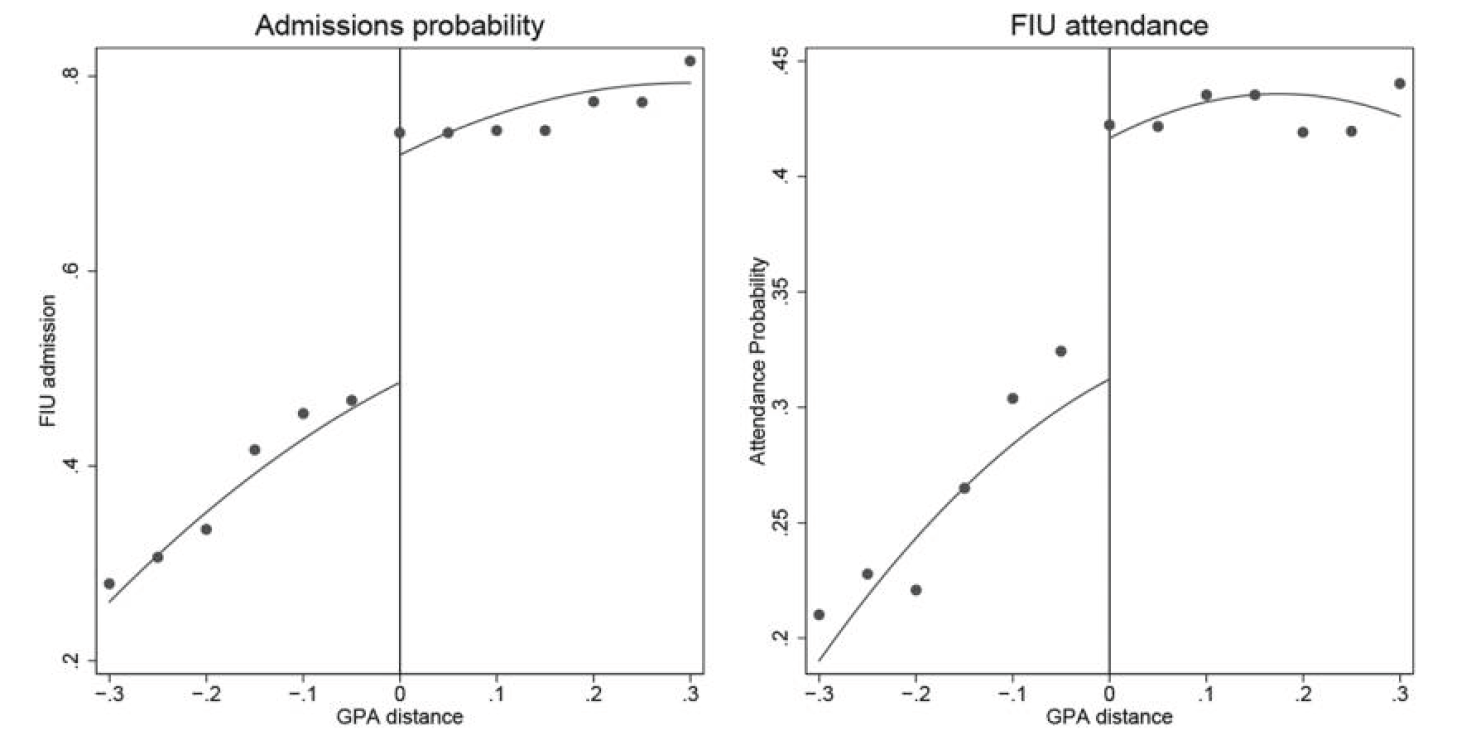 Admissions probability
FIU admission
.8
.6
.4
.2
−.3 −.2 −.1 0 .1 .2 .3
GPA distance
FIU attendance
Attendance Probability
.45
.4
.35
.3
.25
.2
−.3 −.2 −.1 0 .1 .2 .3
GPA distance